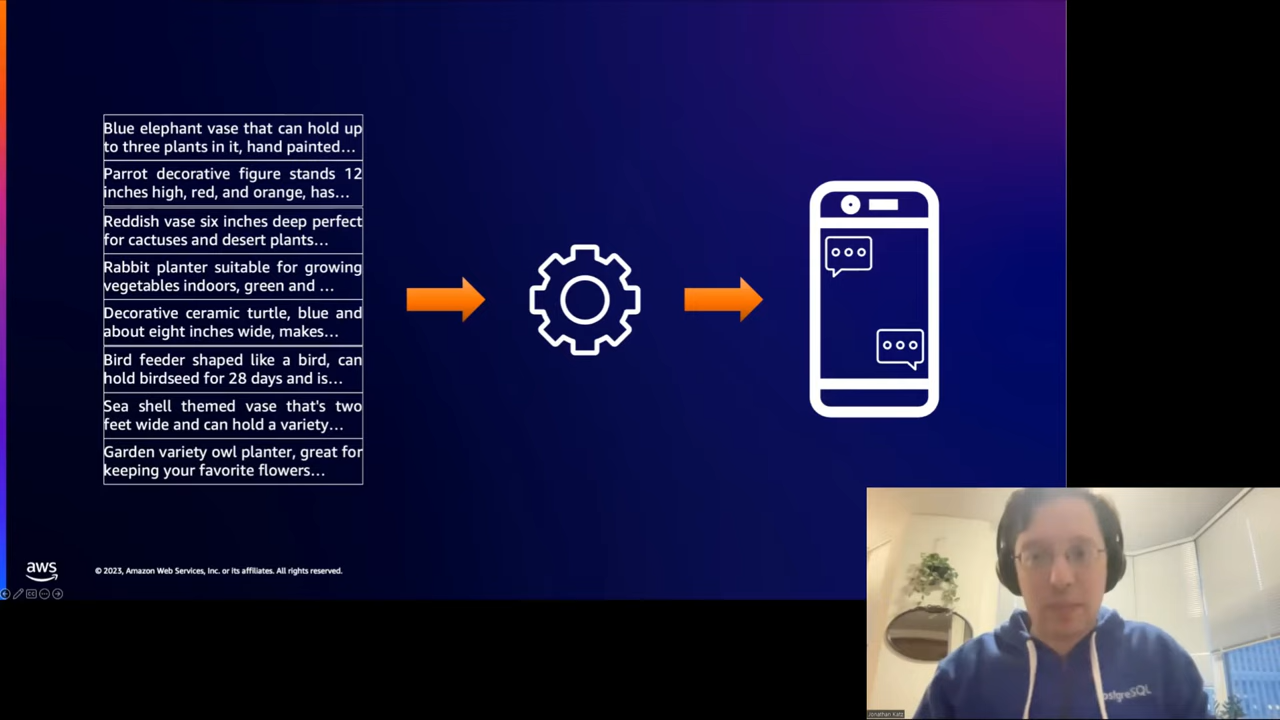 Blue elephant vase that can hold up
to three plants in it, hand painted…
Parrot decorative figure stands 12
inches high, red, and orange, has…
Reddish vase six inches deep perfect
for cactuses and desert plants…
Rabbit planter suitable for growing
vegetables indoors, green and …
Decorative ceramic turtle, blue and
about eight inches wide, makes…
Bird feeder shaped like a bird, can
hold birdseed for 28 days and is…
Sea shell themed vase that's two
feet wide and can hold a variety…
Garden variety owl planter, great for
keeping your favorite flowers…
aws
© 2023, Amazon Web Services, Inc. or its affiliates. All rights reserved.
ostgreSQL
Jonathan Katz